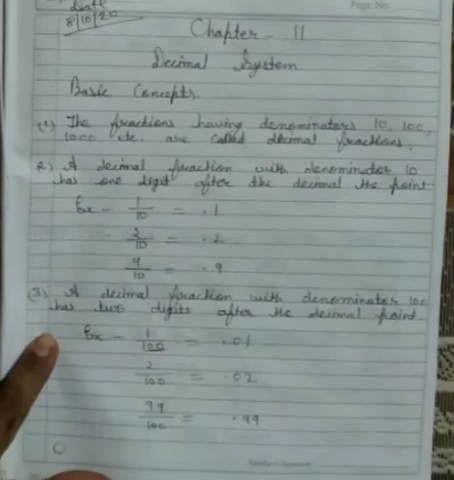 Date
8/10/20
Page No.
Chapter - 11
Decimal System
Basic Concepts.
(1) The fractions having denominators 10, 100,
1000 etc. are called decimal fractions.
2) A decimal fraction with denominator 10
has one digit after the decimal the point
Ex - 1/10 = .1
2/10 = .2
9/10 = .9
(3) A decimal fraction with denominator 100
has two digits after the decimal point
Ex - 1/100 = .01
2/100 = .02
99/100 = .99